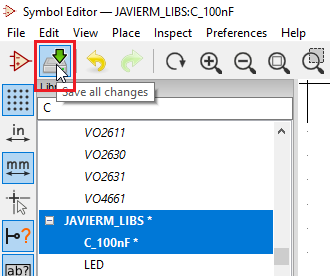 Symbol Editor — JAVIERM_LIBS:C_100nF
File Edit View Place Inspect Preferences Help
Save all changes
C
in
mm
ab?
VO2611
VO2630
VO2631
VO4661
JAVIERM_LIBS *
C_100nF *
LED